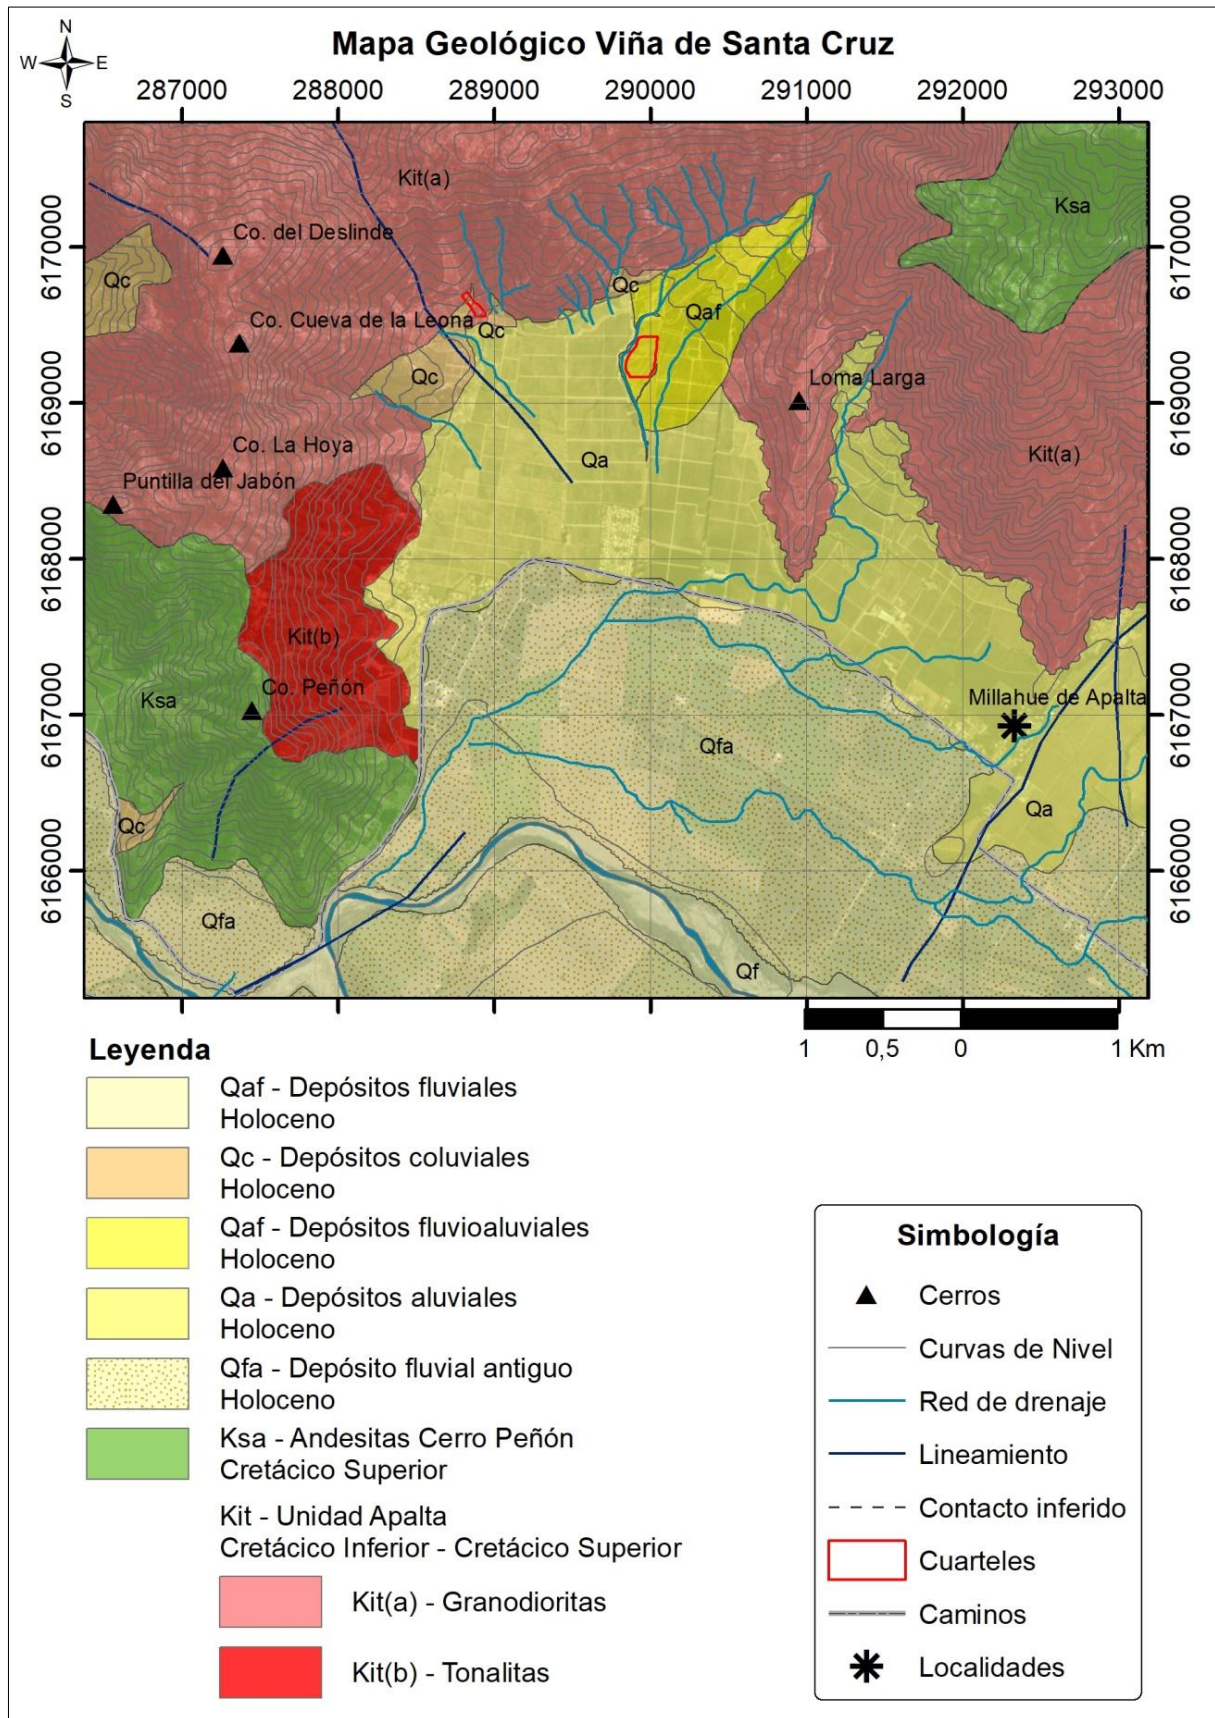 Mapa Geológico Viña de Santa Cruz
N
W E
S
287000 288000 289000 290000 291000 292000 293000
6170000
6169000
6168000
6167000
6166000
6170000
6169000
6168000
6167000
6166000
Kit(a)
Ksa
Co. del Deslinde
Qc
Qc
Qaf
Co. Cueva de la Leona
Qc
Qc
Loma Larga
Co. La Hoya
Qa
Kit(a)
Puntilla del Jabón
Kit(b)
Ksa
Co. Peñón
Millahue de Apalta
Qfa
Qc
Qa
Qfa
Qf
1 0,5 0 1 Km
Leyenda
Qaf - Depósitos fluviales
Holoceno
Qc - Depósitos coluviales
Holoceno
Qaf - Depósitos fluvioaluviales
Holoceno
Qa - Depósitos aluviales
Holoceno
Qfa - Depósito fluvial antiguo
Holoceno
Ksa - Andesitas Cerro Peñón
Cretácico Superior
Kit - Unidad Apalta
Cretácico Inferior - Cretácico Superior
Kit(a) - Granodioritas
Kit(b) - Tonalitas
Simbología
Cerros
Curvas de Nivel
Red de drenaje
Lineamiento
Contacto inferido
Cuarteles
Caminos
Localidades